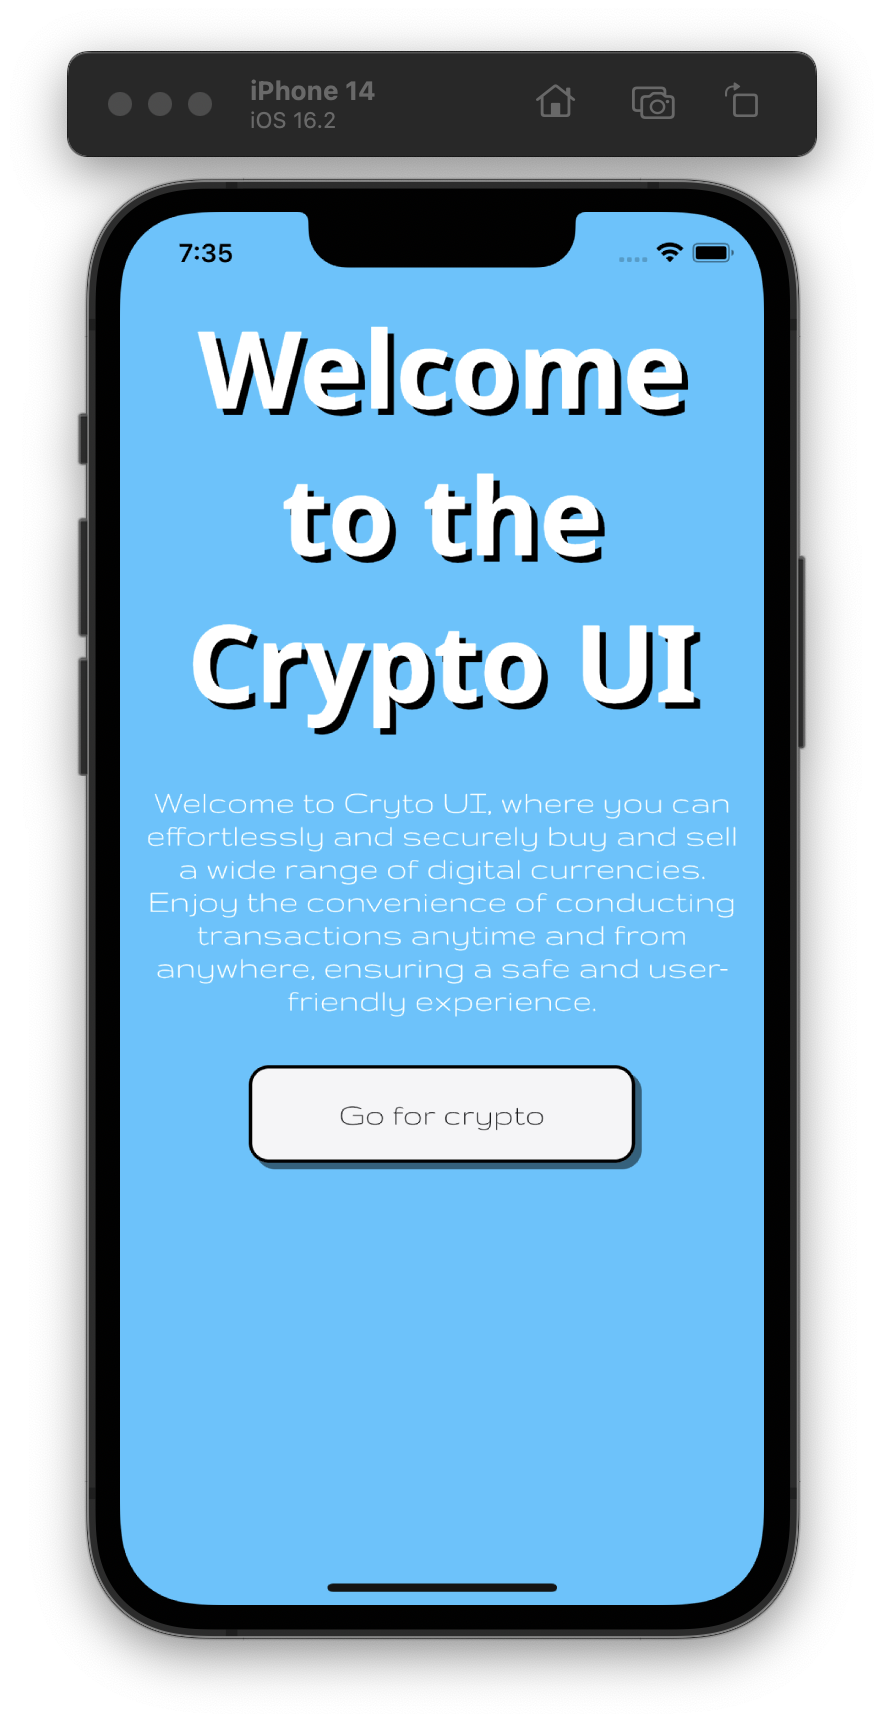 iPhone 14
iOS 16.2
7:35
Welcome
to the
Crypto UI
Welcome to Cryto UI, where you can
effortlessly and securely buy and sell
a wide range of digital currencies.
Enjoy the convenience of conducting
transactions anytime and from
anywhere, ensuring a safe and user-
friendly experience.
Go for crypto